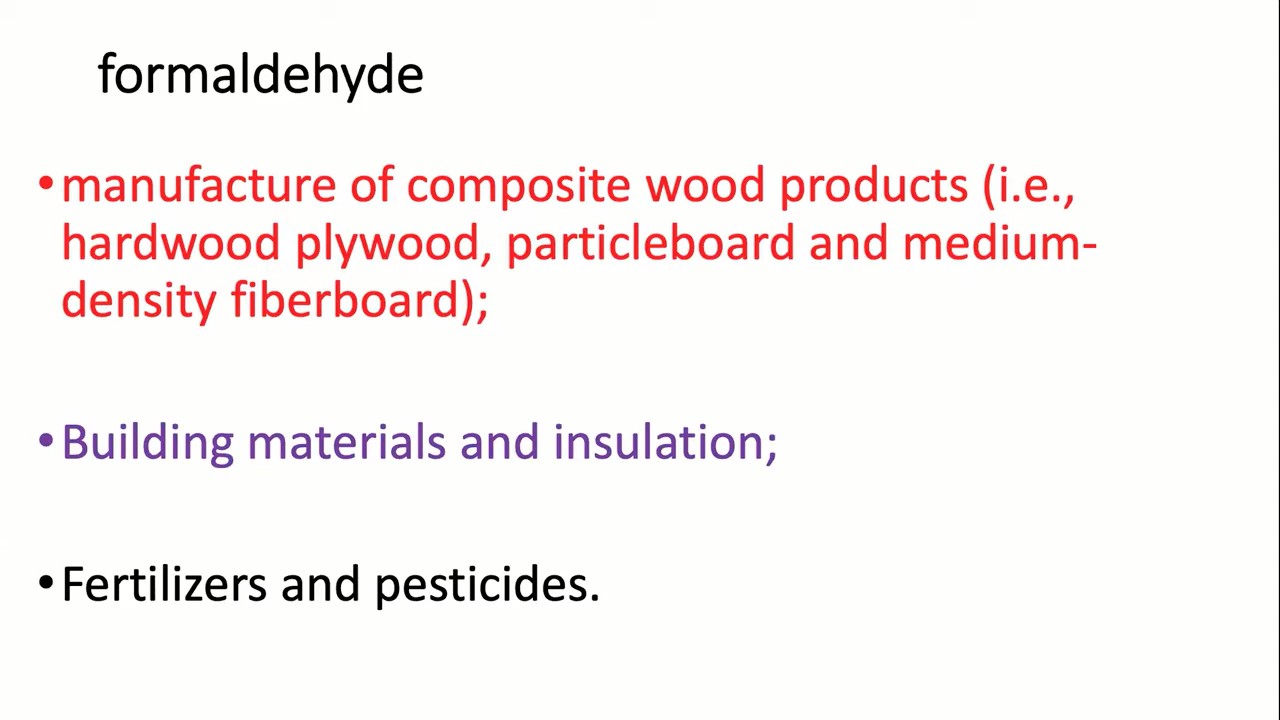 formaldehyde
•manufacture of composite wood products (i.e.,
hardwood plywood, particleboard and medium-
density fiberboard);
•Building materials and insulation;
•Fertilizers and pesticides.